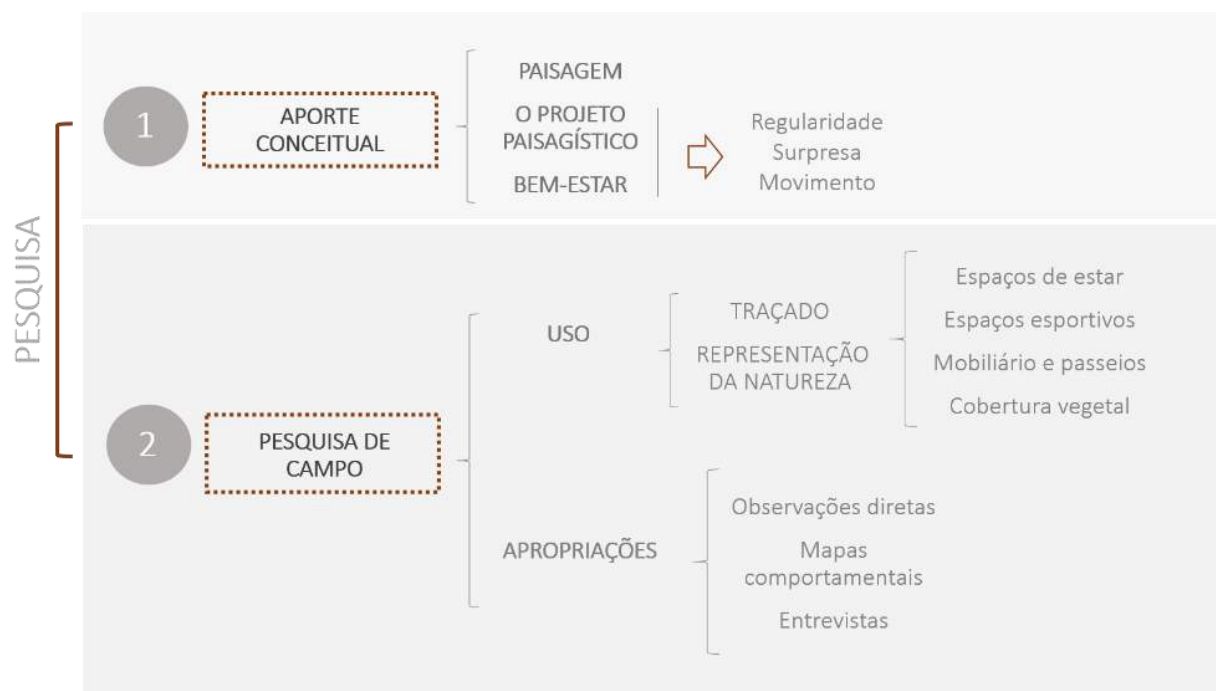 PESQUISA
1
APORTE
CONCEITUAL
PAISAGEM
O PROJETO
PAISAGÍSTICO
BEM-ESTAR
Regularidade
Surpresa
Movimento
2
PESQUISA DE
CAMPO
USO
TRAÇADO
REPRESENTAÇÃO
DA NATUREZA
Espaços de estar
Espaços esportivos
Mobiliário e passeios
Cobertura vegetal
APROPRIAÇÕES
Observações diretas
Mapas
comportamentais
Entrevistas